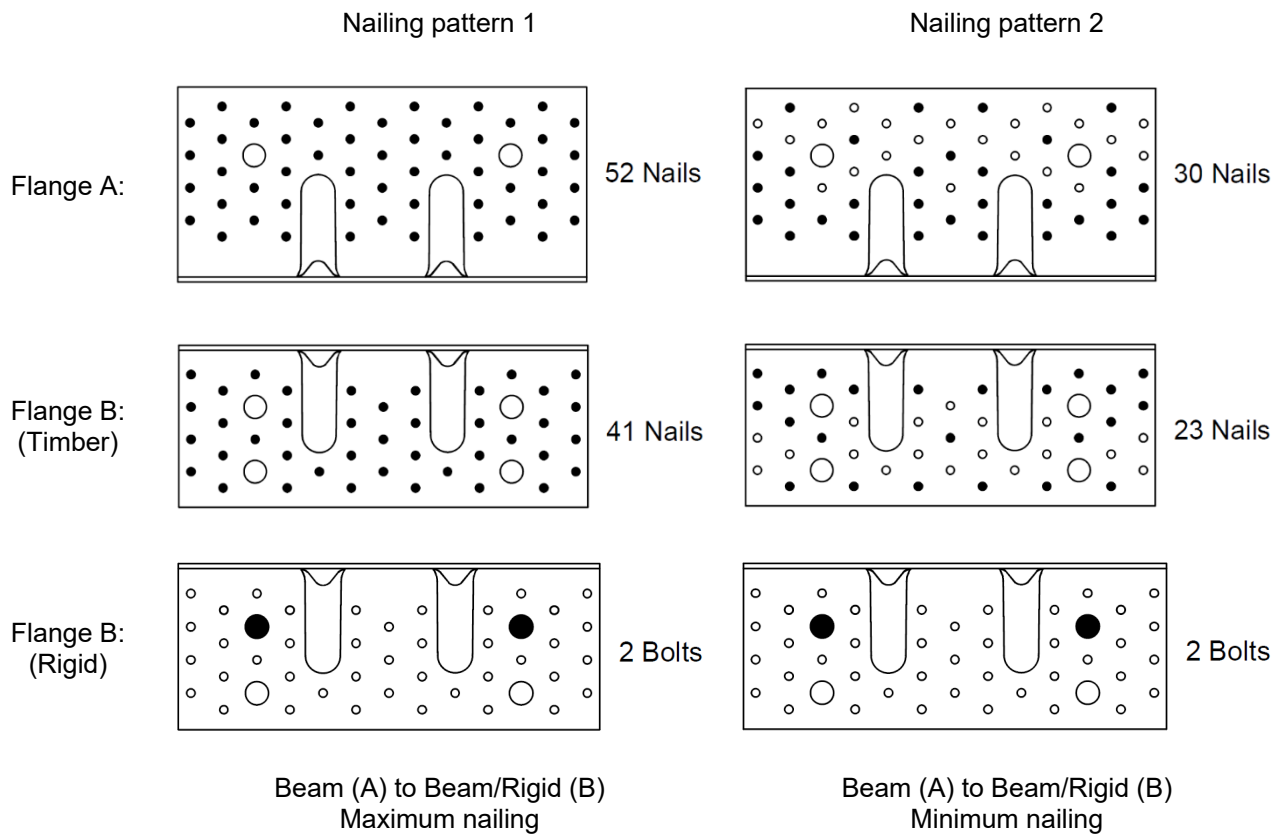 Nailing pattern 1
Nailing pattern 2
Flange A:
52 Nails
30 Nails
Flange B:
(Timber)
41 Nails
23 Nails
Flange B:
(Rigid)
2 Bolts
2 Bolts
Beam (A) to Beam/Rigid (B)
Maximum nailing
Beam (A) to Beam/Rigid (B)
Minimum nailing